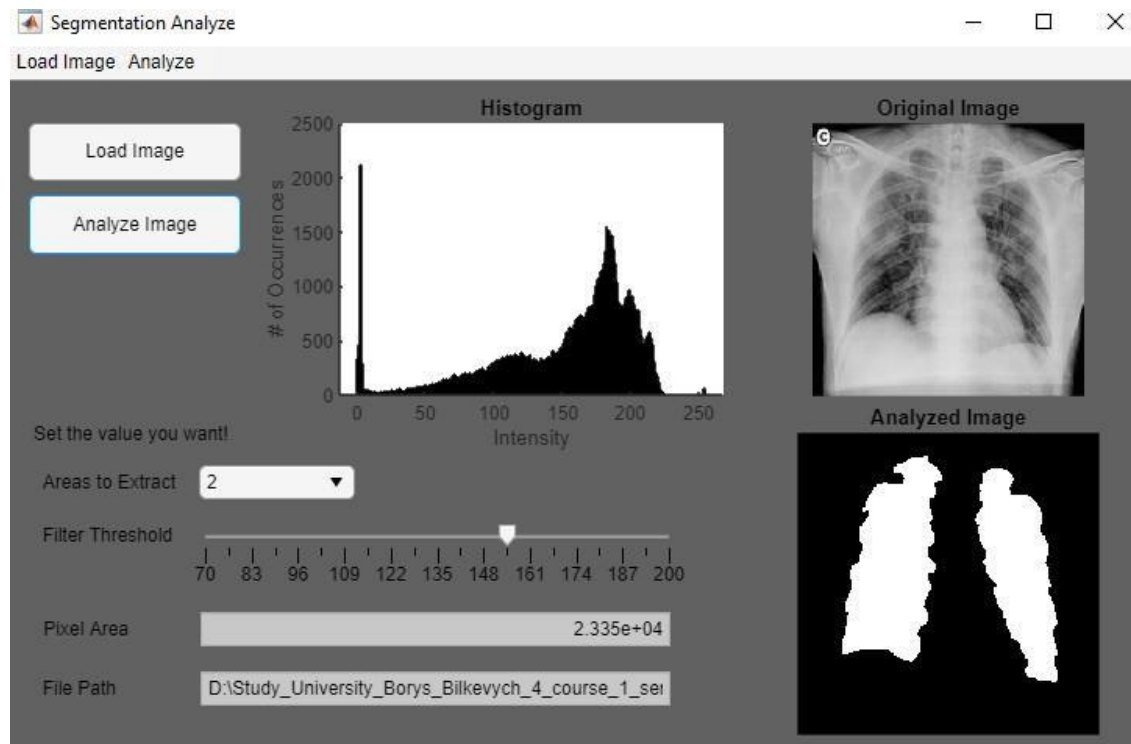 Segmentation Analyze
Load Image Analyze
Load Image
Analyze Image
Histogram
2500
2000
1500
1000
500
0
# of Occurrences
0 50 100 150 200 250
Intensity
Original Image
C
Analyzed Image
Set the value you want!
Areas to Extract 2
Filter Threshold
70 83 96 109 122 135 148 161 174 187 200
Pixel Area 2.335e+04
File Path D:\Study_University_Borys_Bilkevych_4_course_1_ser